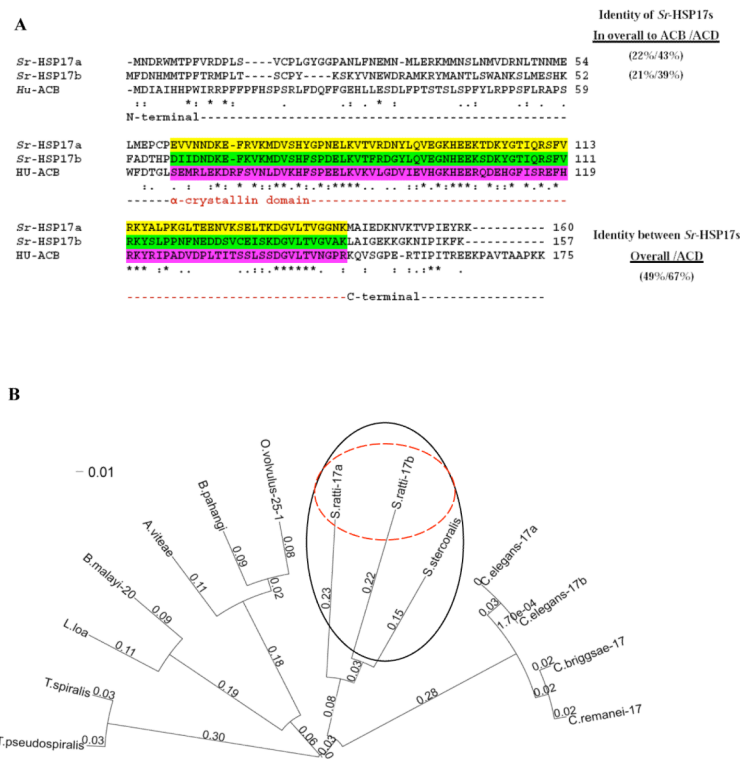 A
Identity of Sr-HSP17s
In overall to ACB /ACD
(22%/43%)
(21%/39%)
Sr-HSP17a -MNDRWMTPFVRDPLS----VCPLGYGGPANLFNEMN-MLERKMMNSLNMVDRNLTNNME 54
Sr-HSP17b MFDNHMMTPFTRMPLT----SCPY----KSKYVNEWDRAMKRYMANTLSWANKSLMESHK 52
Hu-ACB -MDIAIHHPWIRRPFFPFHSPSRLFDQFFGEHLLESDLFPTSTSLSPFYLRPPSFLRAPS 59
N-terminal
Sr-HSP17a LMEPCPEVVNNDKE-FRVKMDVSHYGPNELKVTVRDNYLQVEGKHEEKTDKYGTIQRSFV 113
Sr-HSP17b FADTHPDIIDNDKE-FKVKMDVSHFSPDELKVTFRDGYLQVEGNHEEKSDKYGTIQRSFV 111
HU-ACB WFDTGLSEMRLEKDRFSVNLDVKHFSPEELKVKVLGDVIEVHGKHEERQDEHGFISREFH 119
α-crystallin domain
Sr-HSP17a RKYALPKGLTEENVKSELTKDGVLTVGGNKMAIEDKNVKTVPIEYRK---------- 160
Sr-HSP17b RKYSLPPNFNEDDSVCEISKDGVLTVGVAKLAIGEKKGKNIPIKFK----------- 157
HU-ACB RKYRIPADVDPLTITSSLSSDGVLTVNGPRKQVSGPE-RTIPITREEKPAVTAAPKK 175
C-terminal
Identity between Sr-HSP17s
Overall /ACD
(49%/67%)
B
0.01
T.pseudospiralis
0.03
T.spiralis
0.03
0.30
L.loa
0.11
B.malayi-20
0.09
0.19
A.viteae
0.11
B.pahangi
0.09
O.volvulus-25-1
0.08
0.02
0.18
0.06
S.ratti-17a
0.23
S.ratti-17b
0.22
S.stercoralis
0.15
0.03
0.08
C.elegans-17a
0
C.elegans-17b
1.70e-04
0.03
C.briggsae-17
0.02
C.remanei-17
0.02
0.02
0.28
0.03